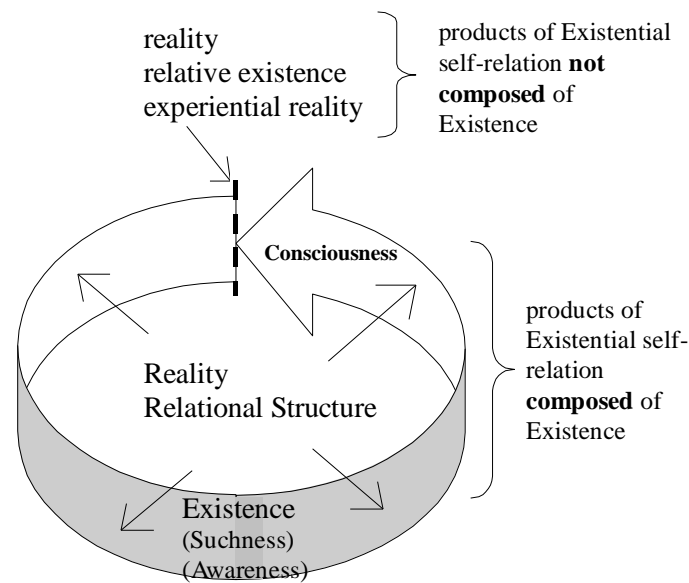 reality
relative existence
experiential reality
products of Existential
self-relation not
composed of
Existence
Consciousness
products of
Existential self-
relation
composed of
Existence
Reality
Relational Structure
Existence
(Suchness)
(Awareness)